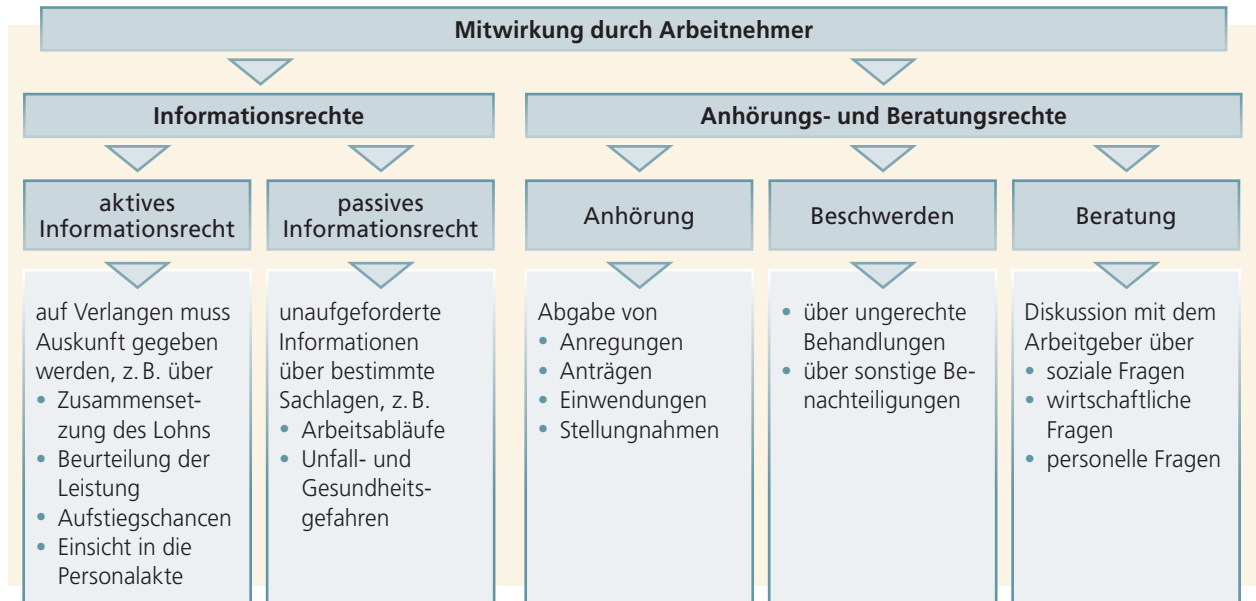 Mitwirkung durch Arbeitnehmer
Informationsrechte
Anhörungs- und Beratungsrechte
aktives
Informationsrecht
passives
Informationsrecht
Anhörung
Beschwerden
Beratung
auf Verlangen muss
Auskunft gegeben
werden, z. B. über
• Zusammenset-
zung des Lohns
• Beurteilung der
Leistung
• Aufstiegschancen
• Einsicht in die
Personalakte
unaufgeforderte
Informationen
über bestimmte
Sachlagen, z. B.
• Arbeitsabläufe
• Unfall- und
Gesundheits-
gefahren
Abgabe von
• Anregungen
• Anträgen
• Einwendungen
• Stellungnahmen
• über ungerechte
Behandlungen
• über sonstige Be-
nachteiligungen
Diskussion mit dem
Arbeitgeber über
• soziale Fragen
• wirtschaftliche
Fragen
• personelle Fragen